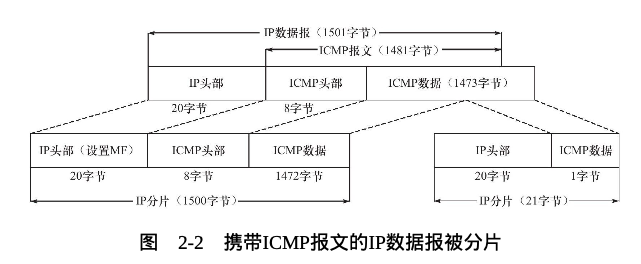 IP数据报（1501字节）
ICMP报文（1481字节）
IP头部 ICMP头部 ICMP数据（1473字节）
20字节 8字节
IP头部（设置MF） ICMP头部 ICMP数据 IP头部 ICMP数据
20字节 8字节 1472字节 20字节 1字节
IP分片（1500字节） IP分片（21字节）
图 2-2 携带ICMP报文的IP数据报被分片